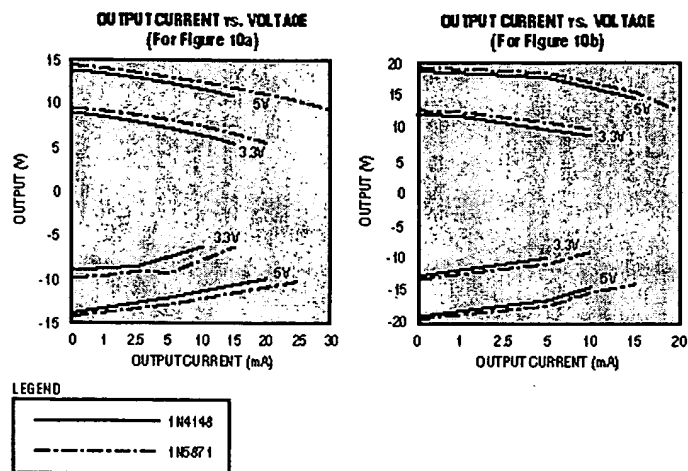 OUTPUT CURRENT vs. VOLTAGE
(For Figure 10a)
15
10
5
0
-5
-10
-15
OUTPUT (V)
5V
3.3V
3.3V
5V
0 1 2.5 5 10 15 20 25 30
OUTPUT CURRENT (mA)
OUTPUT CURRENT vs. VOLTAGE
(For Figure 10b)
20
15
10
5
0
-5
-10
-15
-20
OUTPUT (V)
5V
3.3V
3.3V
5V
0 1 2.5 5 10 15 20
OUTPUT CURRENT (mA)
LEGEND
1N4148
1N5871